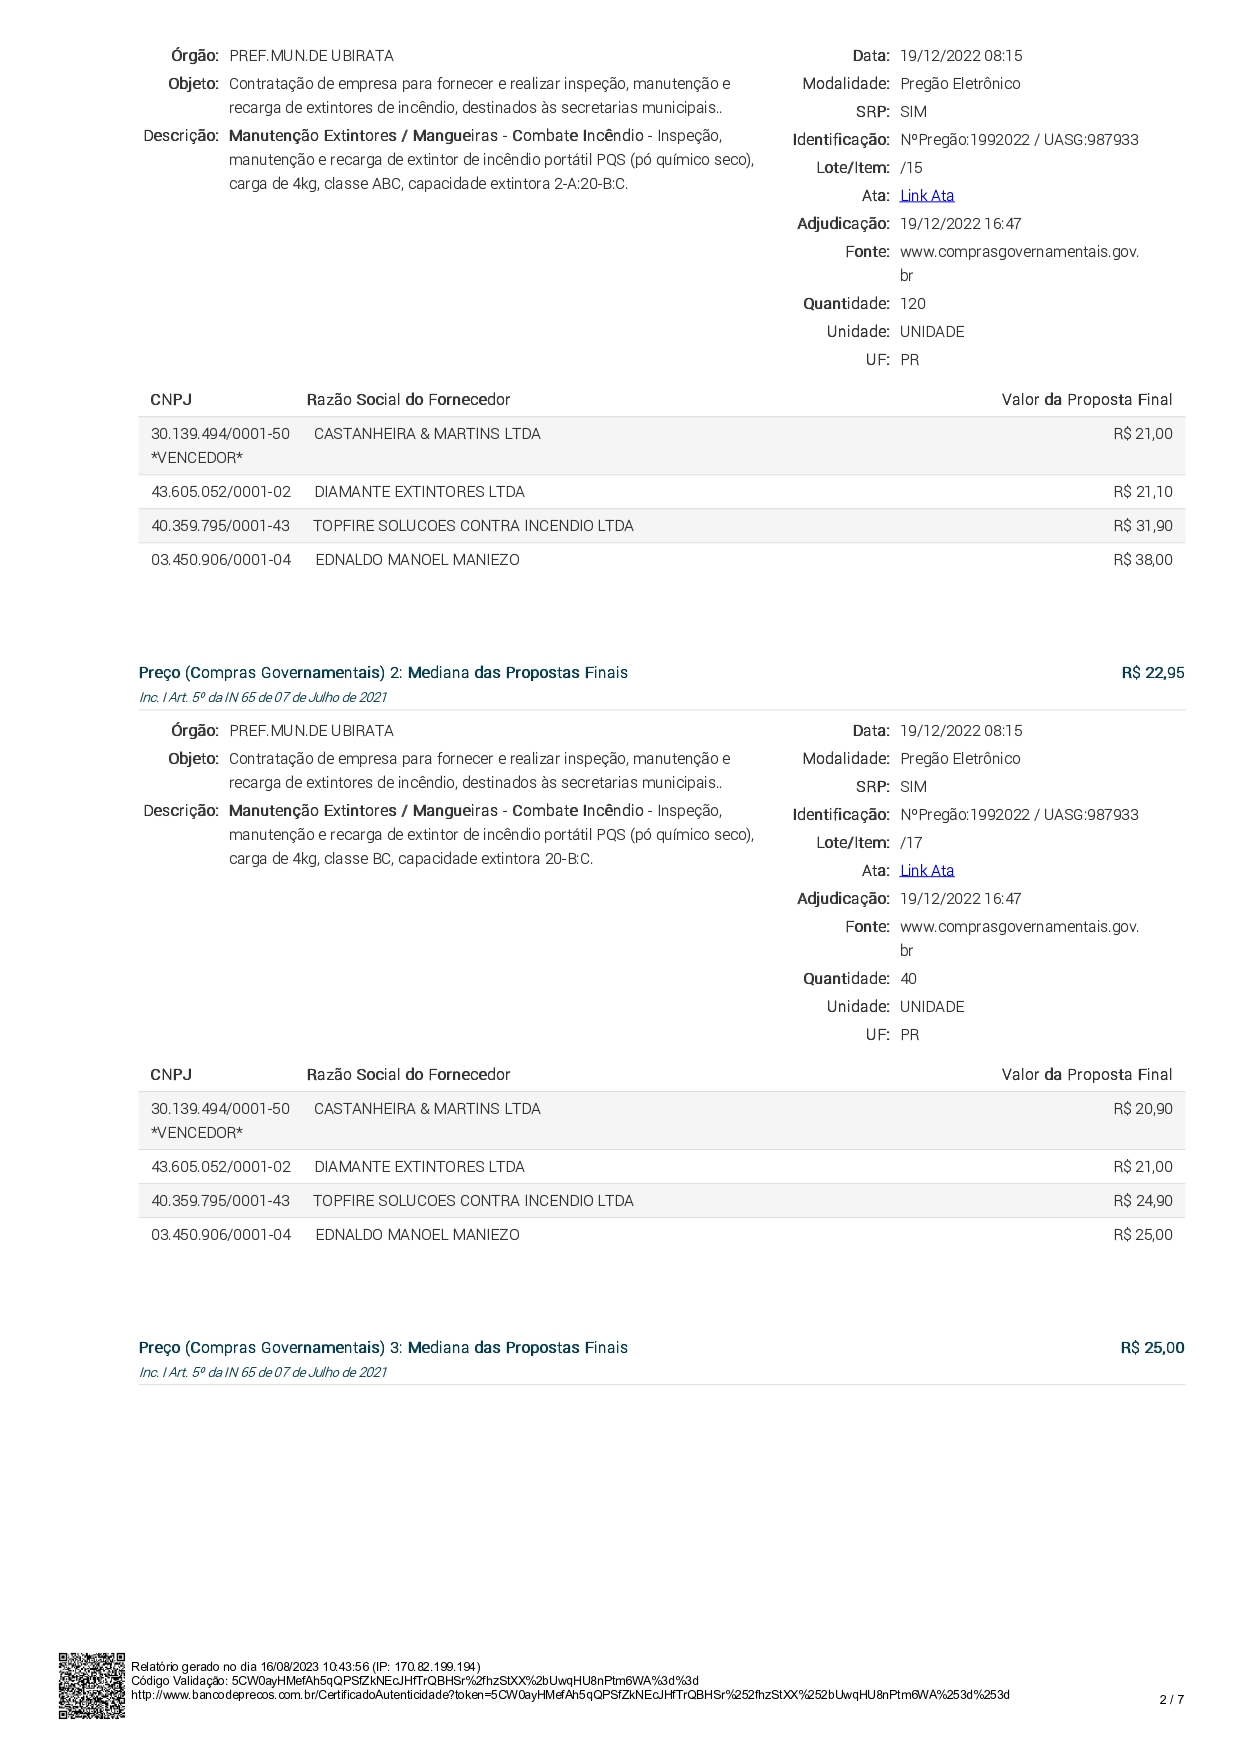 Órgão: PREF.MUN.DE UBIRATA
Objeto: Contratação de empresa para fornecer e realizar inspeção, manutenção e
recarga de extintores de incêndio, destinados às secretarias municipais..
Descrição: Manutenção Extintores / Mangueiras - Combate Incêndio - Inspeção,
manutenção e recarga de extintor de incêndio portátil PQS (pó químico seco),
carga de 4kg, classe ABC, capacidade extintora 2-A:20-B:C.
Data: 19/12/2022 08:15
Modalidade: Pregão Eletrônico
SRP: SIM
Identificação: NºPregão:1992022 / UASG:987933
Lote/Item: /15
Ata: Link Ata
Adjudicação: 19/12/2022 16:47
Fonte: www.comprasgovernamentais.gov.
br
Quantidade: 120
Unidade: UNIDADE
UF: PR
CNPJ Razão Social do Fornecedor Valor da Proposta Final
30.139.494/0001-50 CASTANHEIRA & MARTINS LTDA R$ 21,00
*VENCEDOR*
43.605.052/0001-02 DIAMANTE EXTINTORES LTDA R$ 21,10
40.359.795/0001-43 TOPFIRE SOLUCOES CONTRA INCENDIO LTDA R$ 31,90
03.450.906/0001-04 EDNALDO MANOEL MANIEZO R$ 38,00
Preço (Compras Governamentais) 2: Mediana das Propostas Finais R$ 22,95
Inc. I Art. 5º da IN 65 de 07 de Julho de 2021
Órgão: PREF.MUN.DE UBIRATA
Objeto: Contratação de empresa para fornecer e realizar inspeção, manutenção e
recarga de extintores de incêndio, destinados às secretarias municipais..
Descrição: Manutenção Extintores / Mangueiras - Combate Incêndio - Inspeção,
manutenção e recarga de extintor de incêndio portátil PQS (pó químico seco),
carga de 4kg, classe BC, capacidade extintora 20-B:C.
Data: 19/12/2022 08:15
Modalidade: Pregão Eletrônico
SRP: SIM
Identificação: NºPregão:1992022 / UASG:987933
Lote/Item: /17
Ata: Link Ata
Adjudicação: 19/12/2022 16:47
Fonte: www.comprasgovernamentais.gov.
br
Quantidade: 40
Unidade: UNIDADE
UF: PR
CNPJ Razão Social do Fornecedor Valor da Proposta Final
30.139.494/0001-50 CASTANHEIRA & MARTINS LTDA R$ 20,90
*VENCEDOR*
43.605.052/0001-02 DIAMANTE EXTINTORES LTDA R$ 21,00
40.359.795/0001-43 TOPFIRE SOLUCOES CONTRA INCENDIO LTDA R$ 24,90
03.450.906/0001-04 EDNALDO MANOEL MANIEZO R$ 25,00
Preço (Compras Governamentais) 3: Mediana das Propostas Finais R$ 25,00
Inc. I Art. 5º da IN 65 de 07 de Julho de 2021
Relatório gerado no dia 16/08/2023 10:43:56 (IP: 170.82.199.194)
Código Validação: 5CW0ayHMefAh5qQPSfZkNEcJHfTrQBHSr%2fhzStXX%2bUwqHU8nPtm6WA%3d%3d
http://www.bancodeprecos.com.br/CertificadoAutenticidade?token=5CW0ayHMefAh5qQPSfZkNEcJHfTrQBHSr%252fhzStXX%252bUwqHU8nPtm6WA%253d%253d
2 / 7